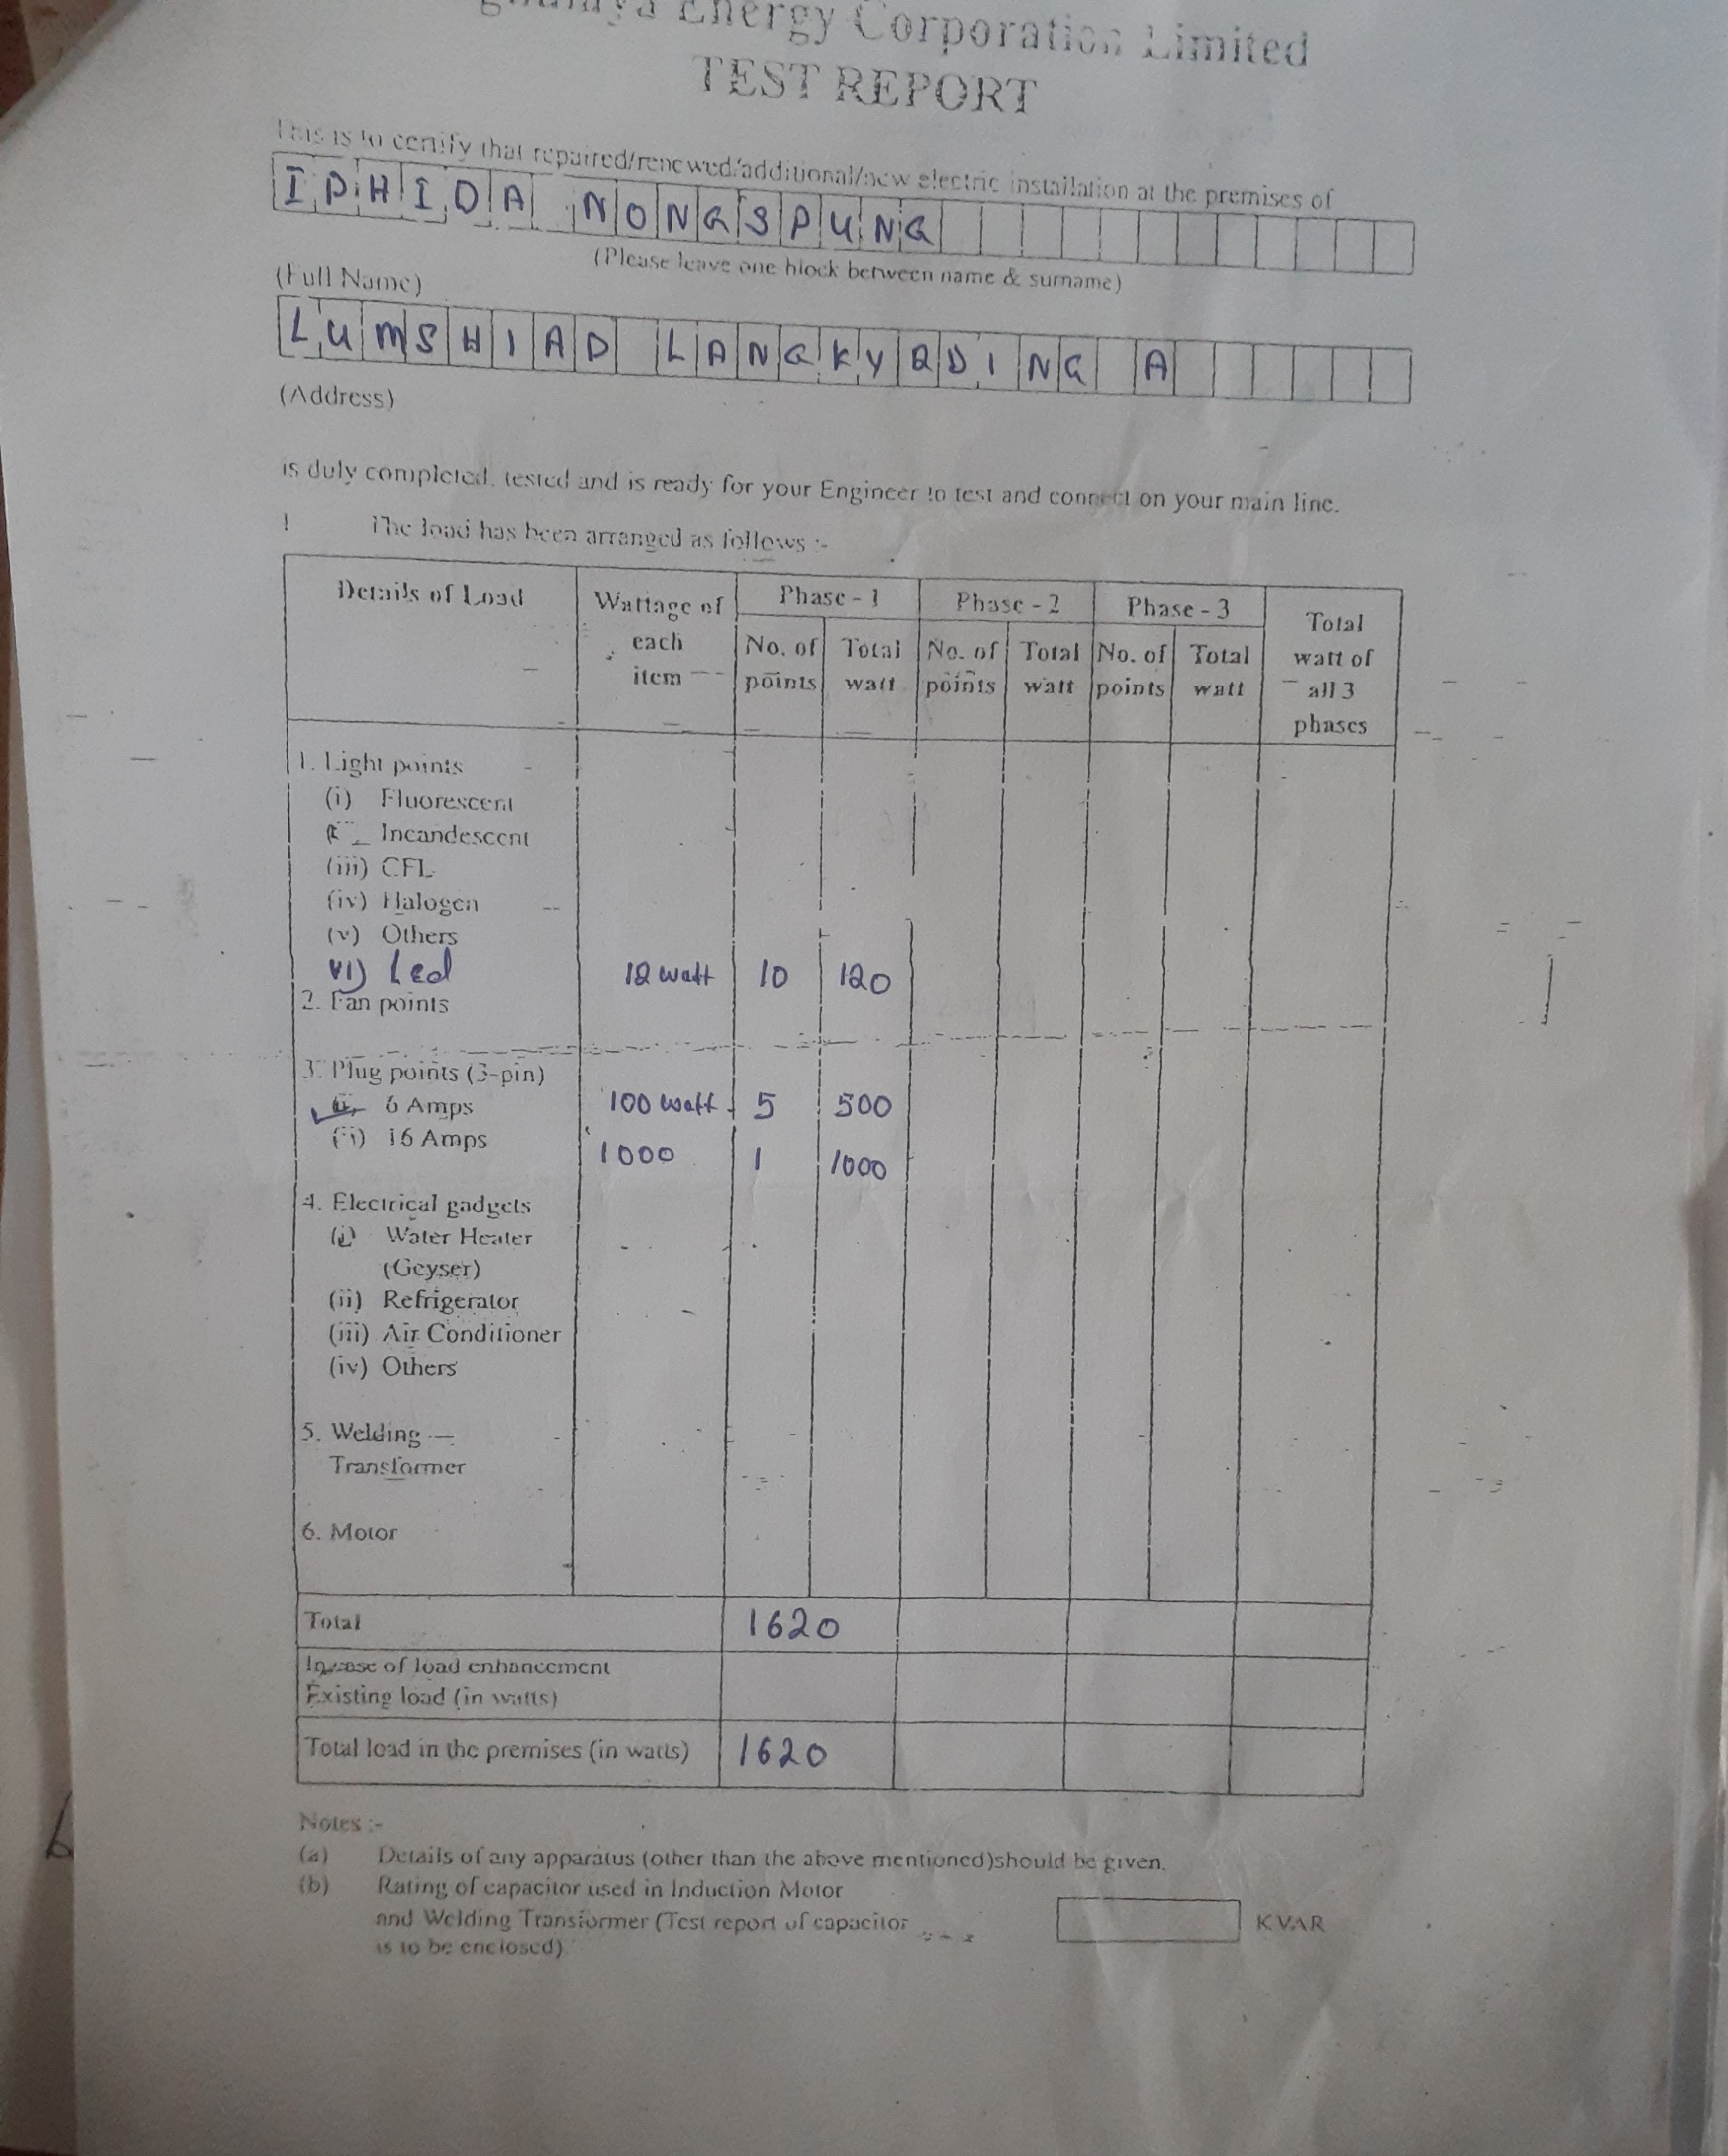 Energy Corporation Limited
TEST REPORT
This is to certify that repaired/renewed/additional/new electric installation at the premises of
IPHIDA NONGSPUNG
(Please leave one block between name & surname)
(Full Name)
LUMSHIAD LANGKYRDING A
(Address)
is duly completed, tested and is ready for your Engineer to test and connect on your main line.
The load has been arranged as follows :-
Details of Load Wattage of each item Phase - 1 Phase - 2 Phase - 3 Total watt of all 3 phases
No. of points Total watt No. of points Total watt No. of points Total watt
1. Light points
(i) Fluorescent
Incandescent
(iii) CFL
(iv) Halogen
(v) Others
VI) Led 12 watt 10 120
2. Fan points
3. Plug points (3-pin)
6 Amps 100 watt 5 500
(ii) 16 Amps 1000 1 1000
4. Electrical gadgets
(i) Water Heater
(Geyser)
(ii) Refrigerator
(iii) Air Conditioner
(iv) Others
5. Welding
Transformer
6. Motor
Total 1620
In case of load enhancement
Existing load (in watts)
Total load in the premises (in watts) 1620
Notes :-
(a) Details of any apparatus (other than the above mentioned)should be given.
(b) Rating of capacitor used in Induction Motor
and Welding Transformer (Test report of capacitor KVAR
is to be enclosed)